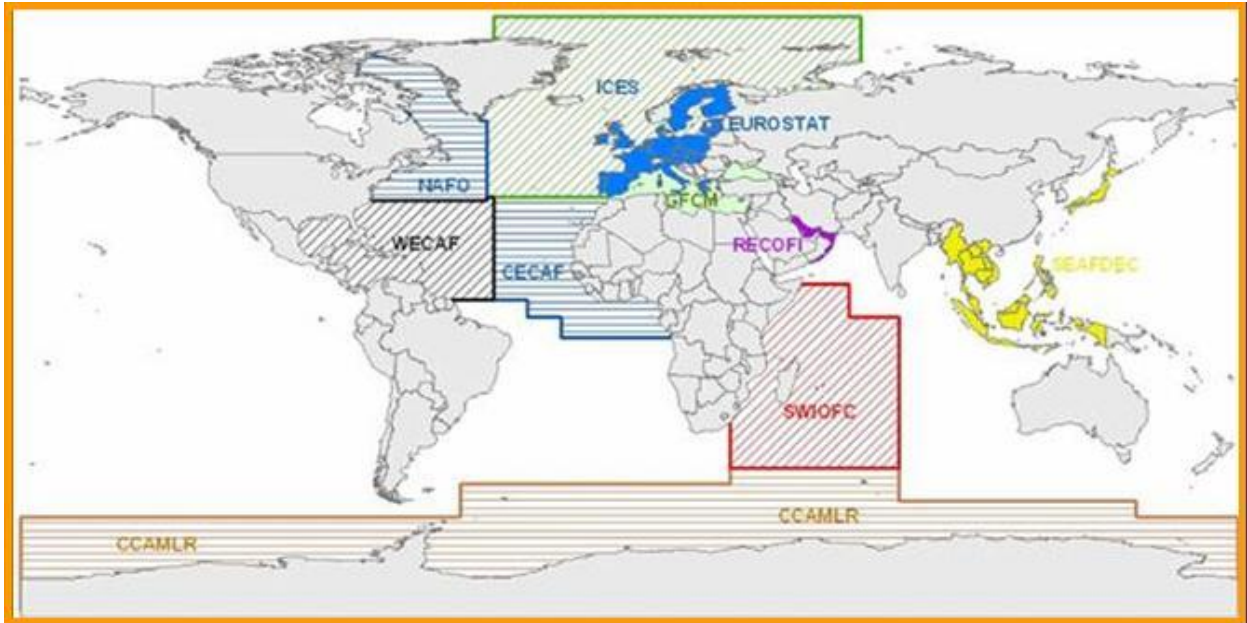 ICES
EUROSTAT
NAFO
GFCM
WECAF
RECOFI
CECAF
SEAFDEC
SWIOFC
CCAMLR
CCAMLR